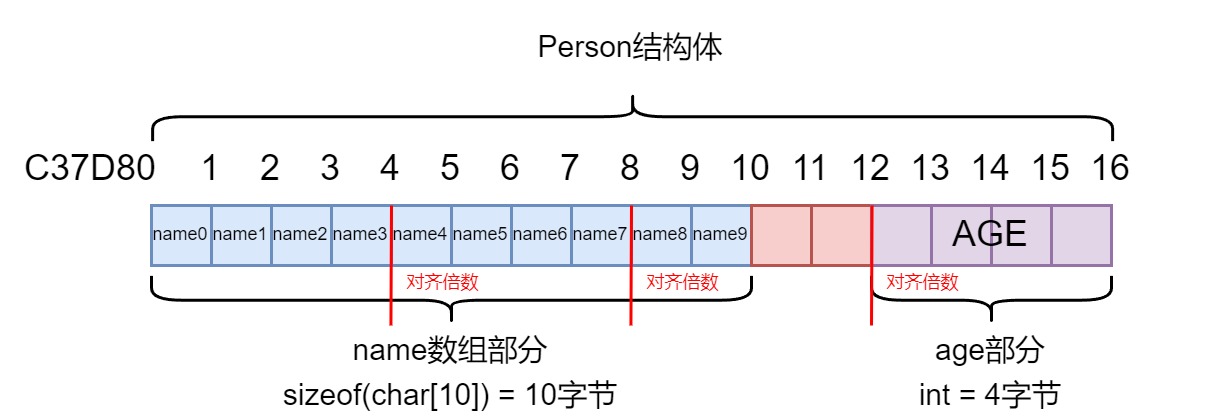 Person结构体
C37D80 1 2 3 4 5 6 7 8 9 10 11 12 13 14 15 16
name0 name1 name2 name3 name4 name5 name6 name7 name8 name9 AGE
对齐倍数 对齐倍数 对齐倍数
name数组部分 age部分
sizeof(char[10]) = 10字节 int = 4字节